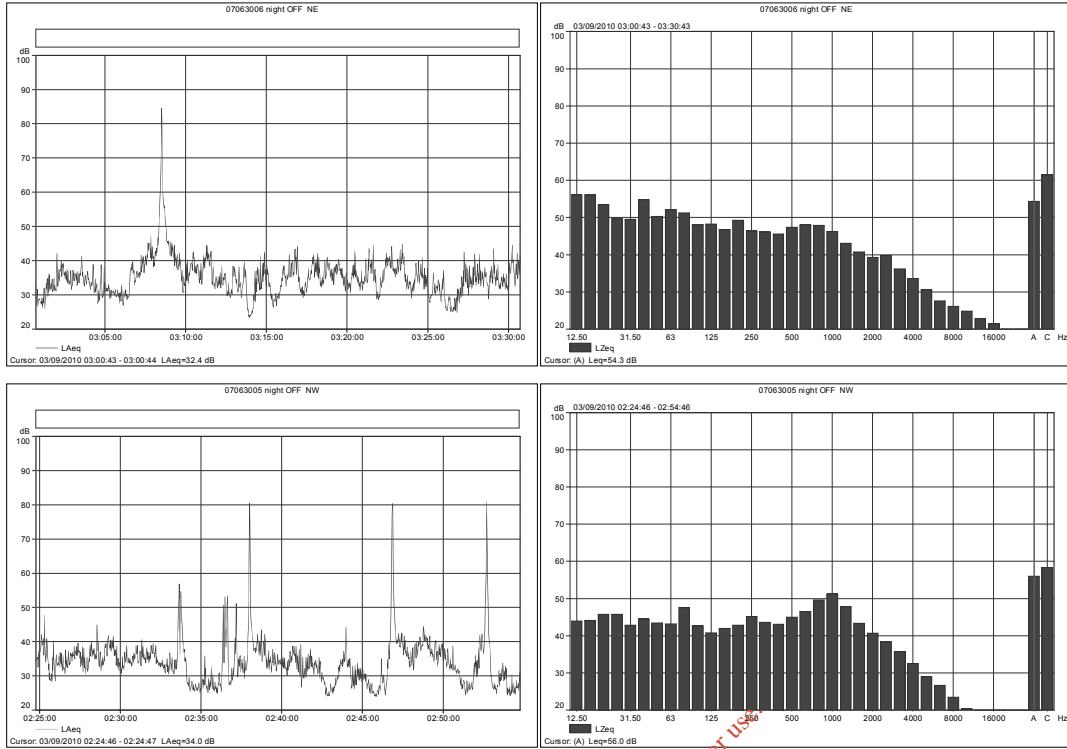 07063006 night OFF NE
dB
100
90
80
70
60
50
40
30
20
03:05:00 03:10:00 03:15:00 03:20:00 03:25:00 03:30:00
LAeq
Cursor: 03/09/2010 03:00:43 - 03:00:44 LAeq=32.4 dB
07063006 night OFF NE
dB 03/09/2010 03:00:43 - 03:30:43
100
90
80
70
60
50
40
30
20
12.50 31.50 63 125 250 500 1000 2000 4000 8000 16000 A C Hz
LZeq
Cursor: (A) Leq=54.3 dB
07063005 night OFF NW
dB
100
90
80
70
60
50
40
30
20
02:25:00 02:30:00 02:35:00 02:40:00 02:45:00 02:50:00
LAeq
Cursor: 03/09/2010 02:24:46 - 02:24:47 LAeq=34.0 dB
07063005 night OFF NW
dB 03/09/2010 02:24:46 - 02:54:46
100
90
80
70
60
50
40
30
20
12.50 31.50 63 125 250 500 1000 2000 4000 8000 16000 A C Hz
LZeq
Cursor: (A) Leq=56.0 dB
use